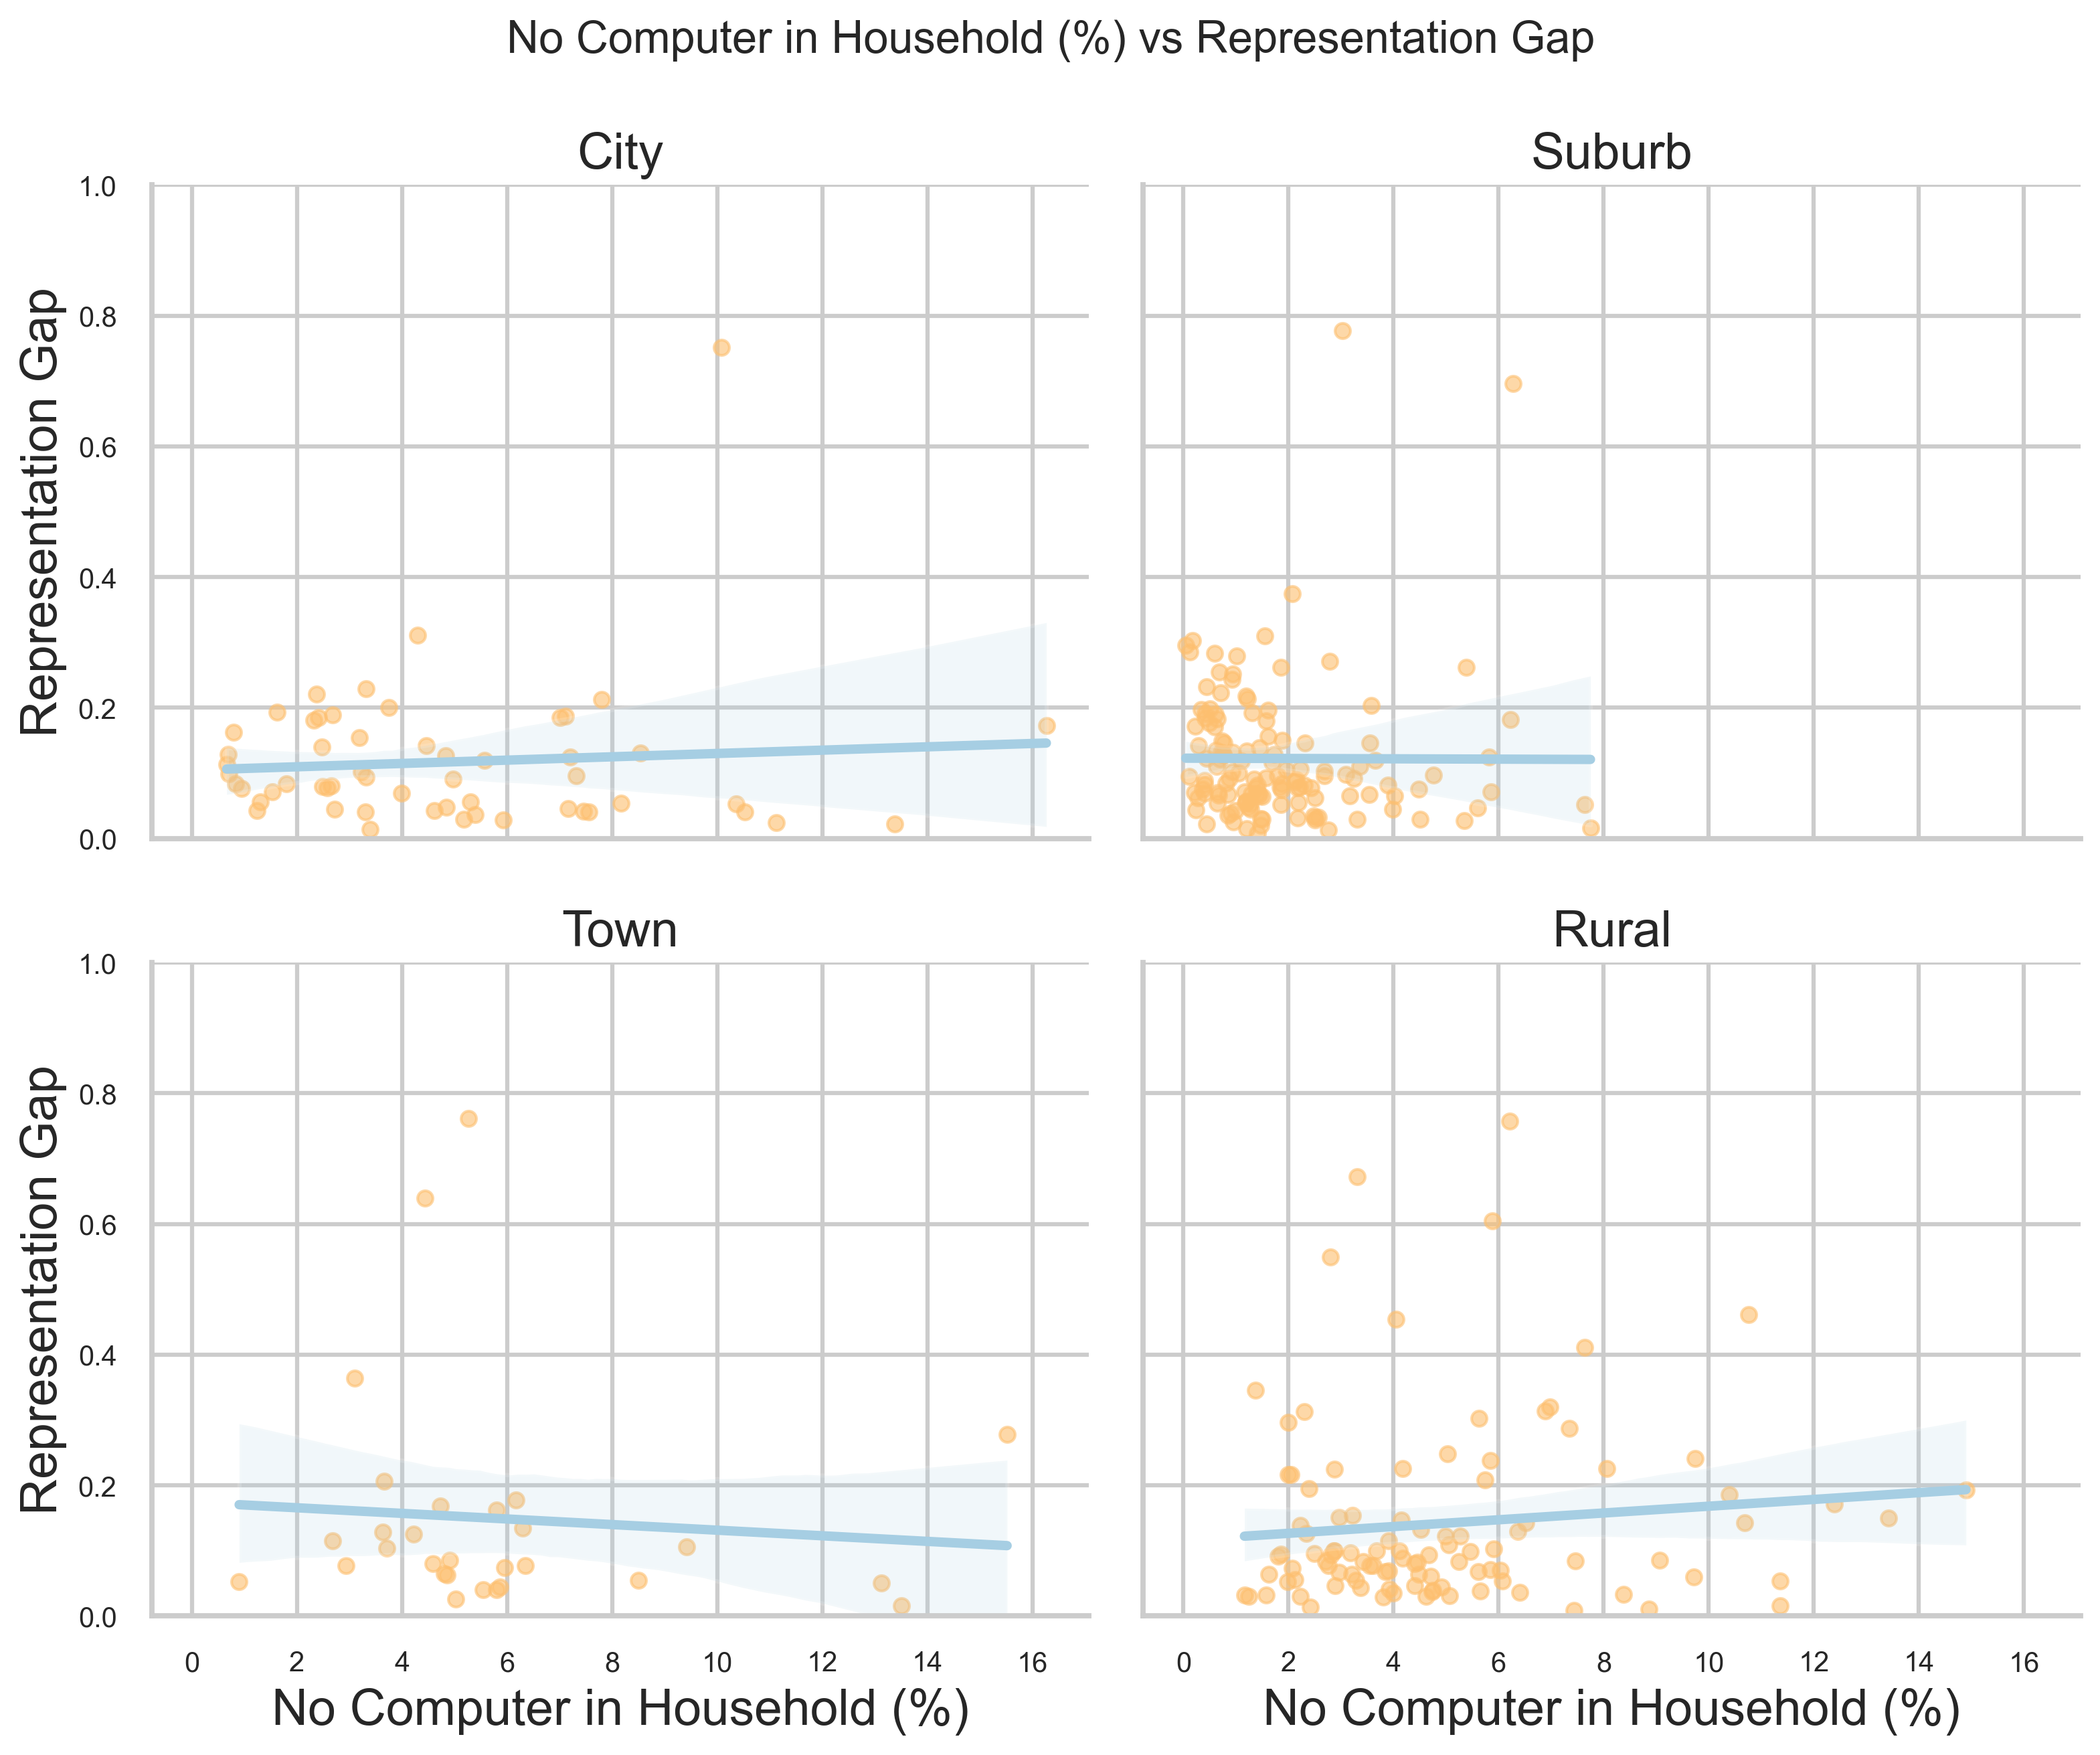 No Computer in Household (%) vs Representation Gap
City
Suburb
Representation Gap
1.0
0.8
0.6
0.4
0.2
0.0
Town
Rural
Representation Gap
1.0
0.8
0.6
0.4
0.2
0.0
0 2 4 6 8 10 12 14 16
0 2 4 6 8 10 12 14 16
No Computer in Household (%)
No Computer in Household (%)